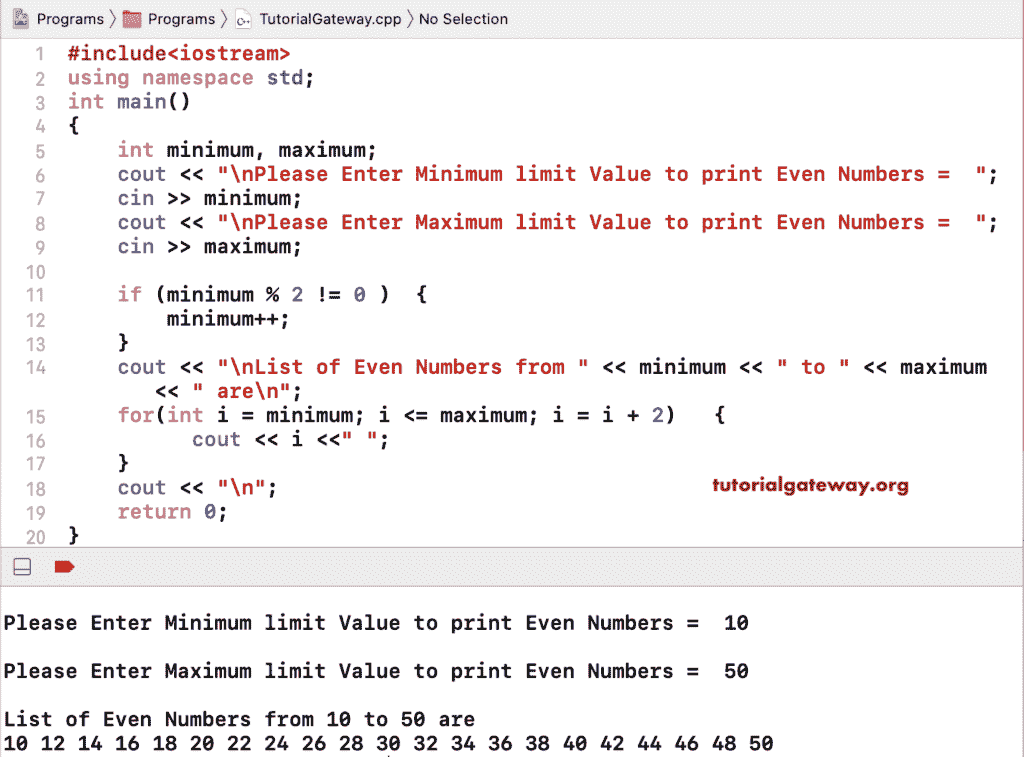 Programs 〉 Programs 〉 TutorialGateway.cpp 〉 No Selection
1 #include<iostream>
2 using namespace std;
3 int main()
4 {
5     int minimum, maximum;
6     cout << "\nPlease Enter Minimum limit Value to print Even Numbers =  ";
7     cin >> minimum;
8     cout << "\nPlease Enter Maximum limit Value to print Even Numbers =  ";
9     cin >> maximum;
10
11     if (minimum % 2 != 0 )  {
12         minimum++;
13     }
14     cout << "\nList of Even Numbers from " << minimum << " to " << maximum
        << " are\n";
15     for(int i = minimum; i <= maximum; i = i + 2)   {
16           cout << i <<" ";
17     }
18     cout << "\n";
tutorialgateway.org
19     return 0;
20 }
Please Enter Minimum limit Value to print Even Numbers =  10
Please Enter Maximum limit Value to print Even Numbers =  50
List of Even Numbers from 10 to 50 are
10 12 14 16 18 20 22 24 26 28 30 32 34 36 38 40 42 44 46 48 50